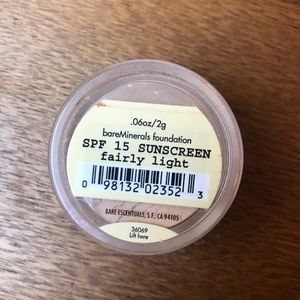 .06oz/2g
bareMinerals foundation
SPF 15 SUNSCREEN
fairly light
0 98132 02352 3
BARE ESCENTUALS, S.F., CA 94105
36069
Lift here